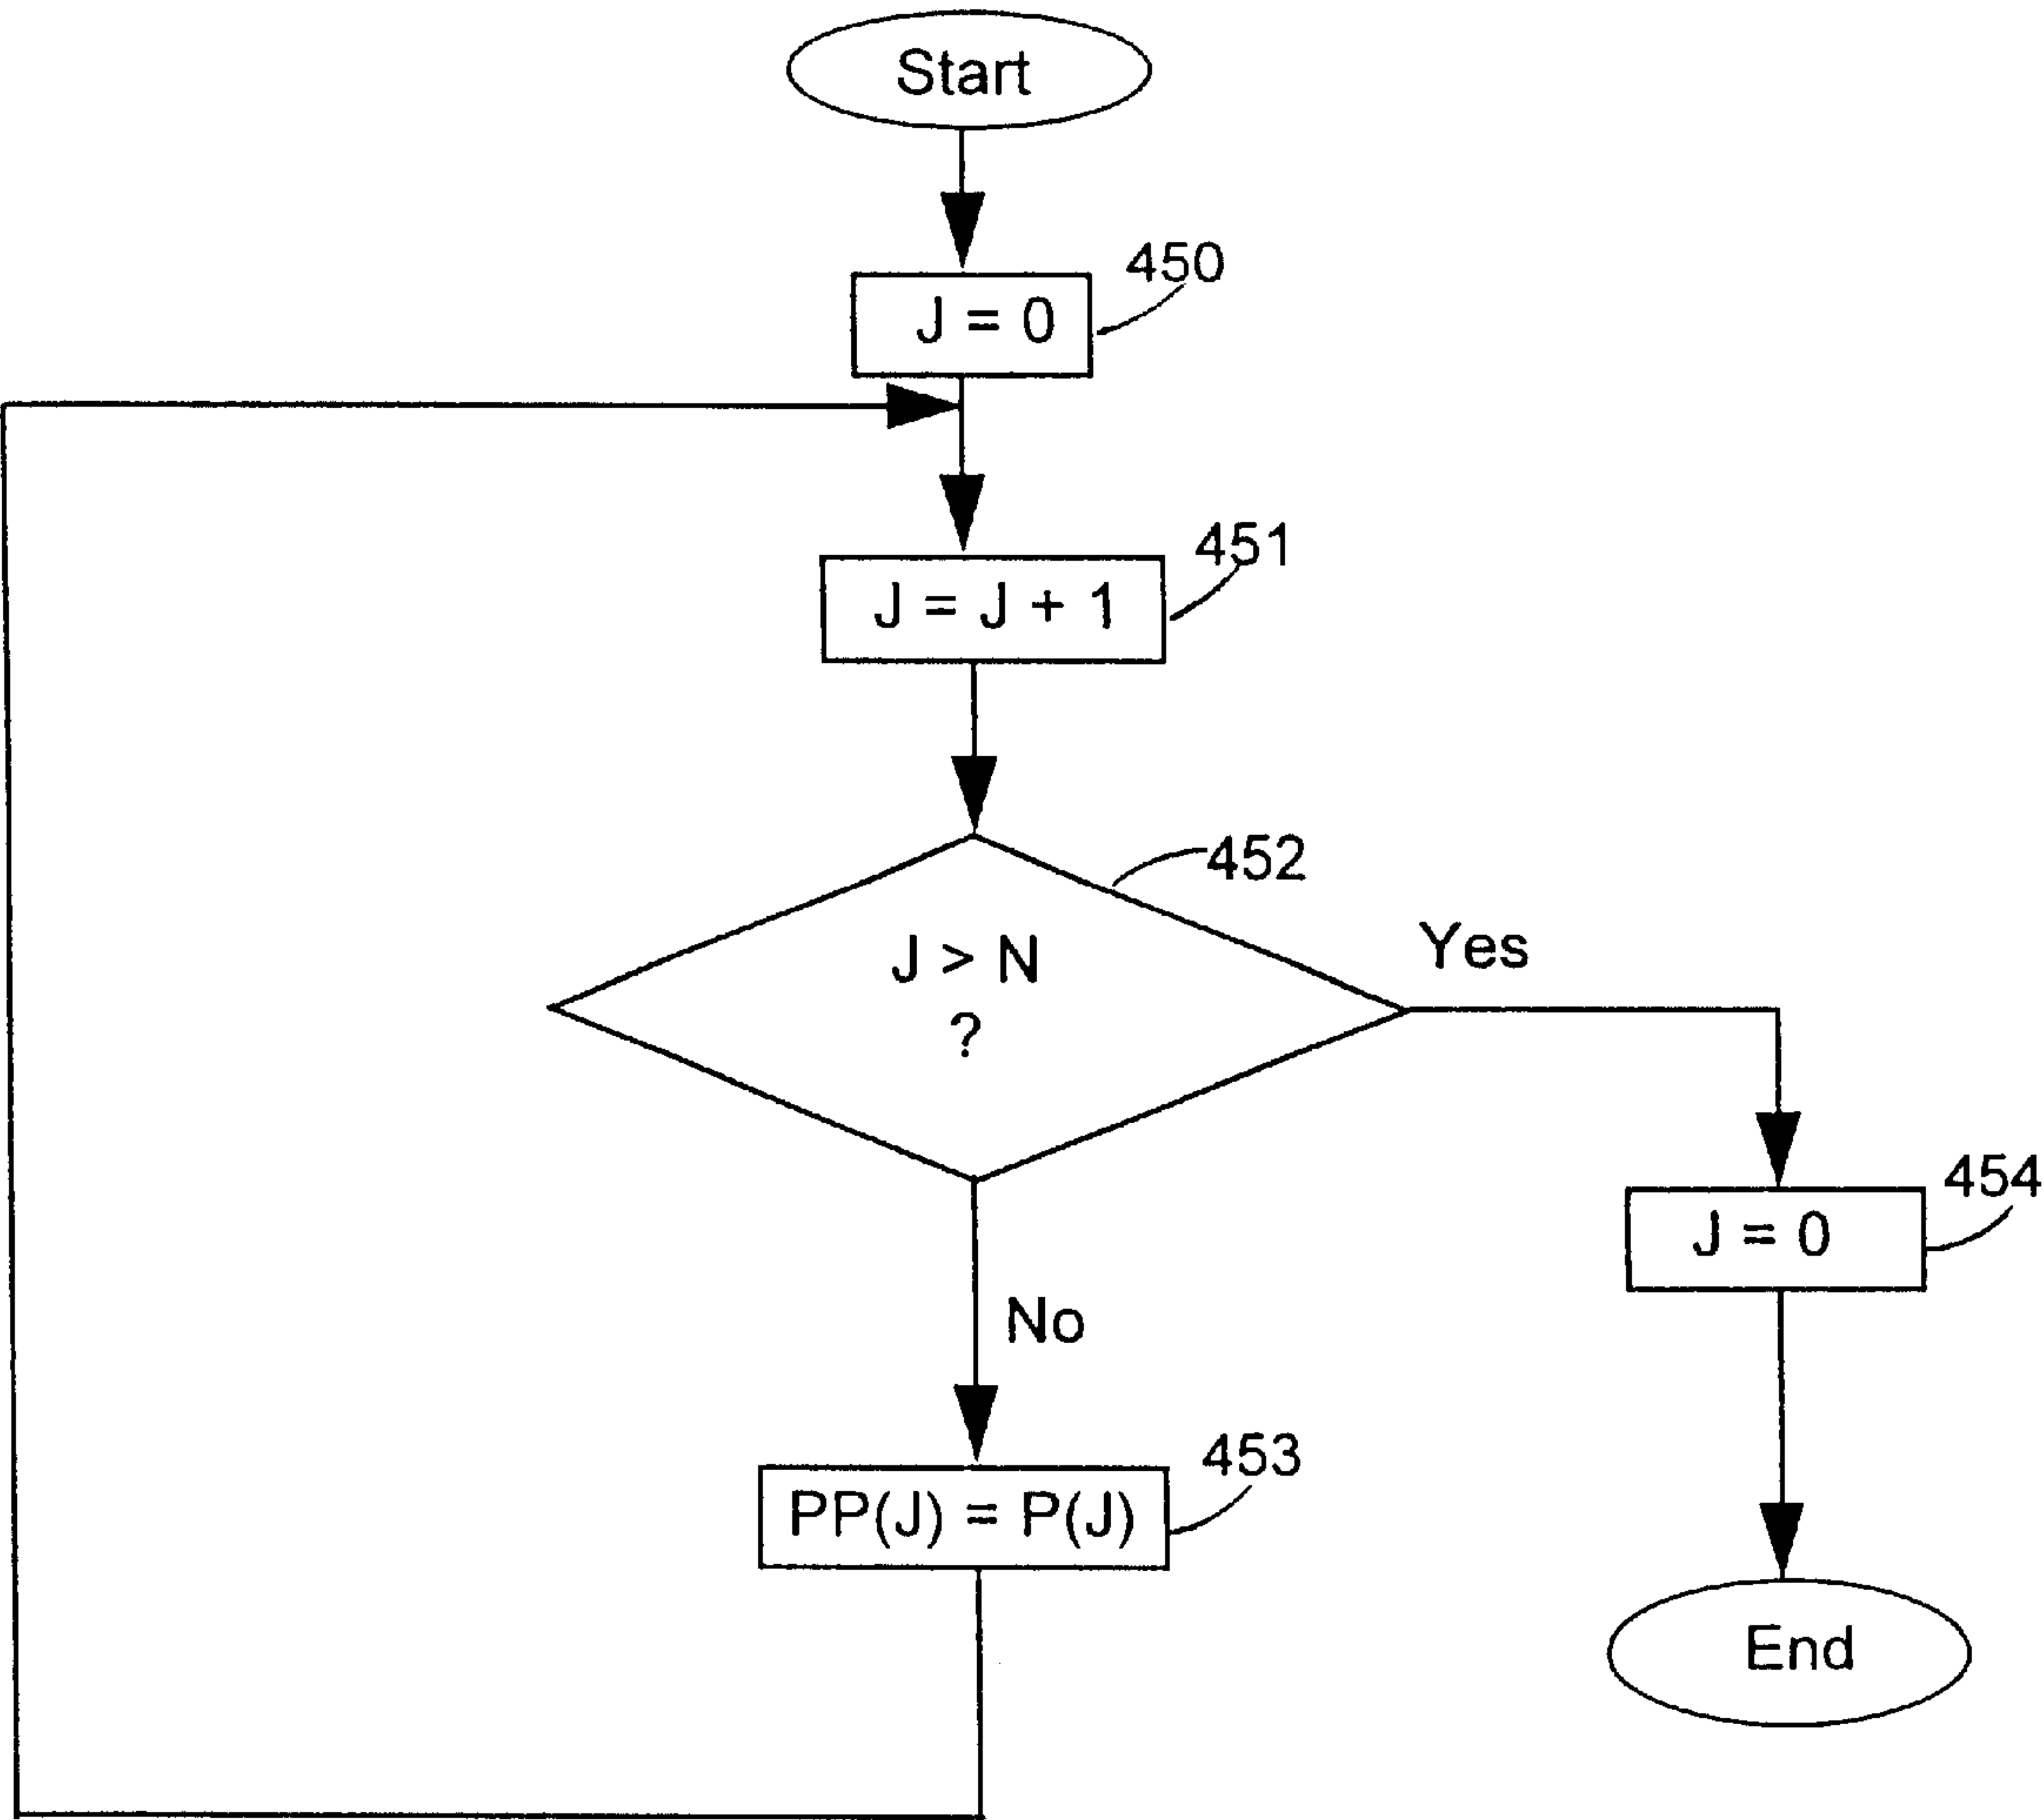 Start
450
J = 0
451
J = J + 1
452
J > N
?
Yes
454
J = 0
No
453
PP(J) = P(J)
End